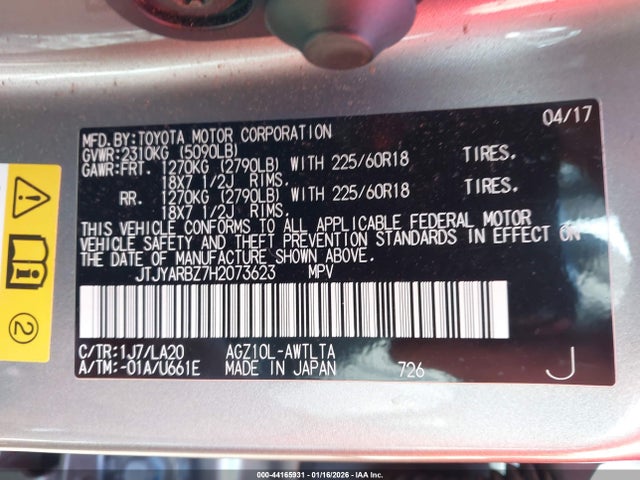 04/17
MFD.BY:TOYOTA MOTOR CORPORATION
GVWR:2310KG (5090LB)
GAWR:FRT. 1270KG (2790LB) WITH 225/60R18 TIRES.
18X7 1/2J RIMS.
RR. 1270KG (2790LB) WITH 225/60R18 TIRES.
18X7 1/2J RIMS.
THIS VEHICLE CONFORMS TO ALL APPLICABLE FEDERAL MOTOR
VEHICLE SAFETY AND THEFT PREVENTION STANDARDS IN EFFECT ON
THE DATE OF MANUFACTURE SHOWN ABOVE.
JTJYARBZ7H2073623 MPV
C/TR:1J7/LA20 AGZ10L-AWTLTA
A/TM:-01A/U661E MADE IN JAPAN 726 J
2
000-44165931 - 01/16/2026 - IAAI, Inc.